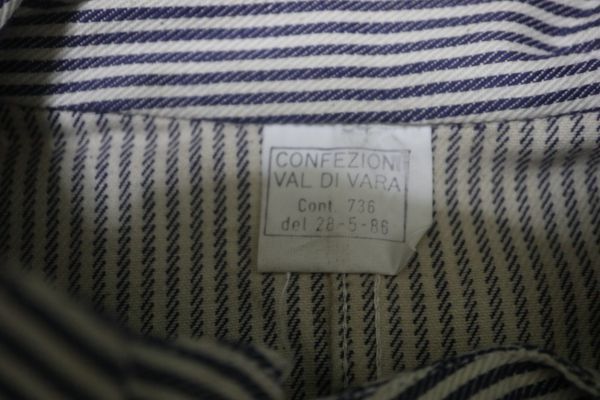 CONFEZIONI
VAL DI VARA
Cont. 736
del 28-5-86